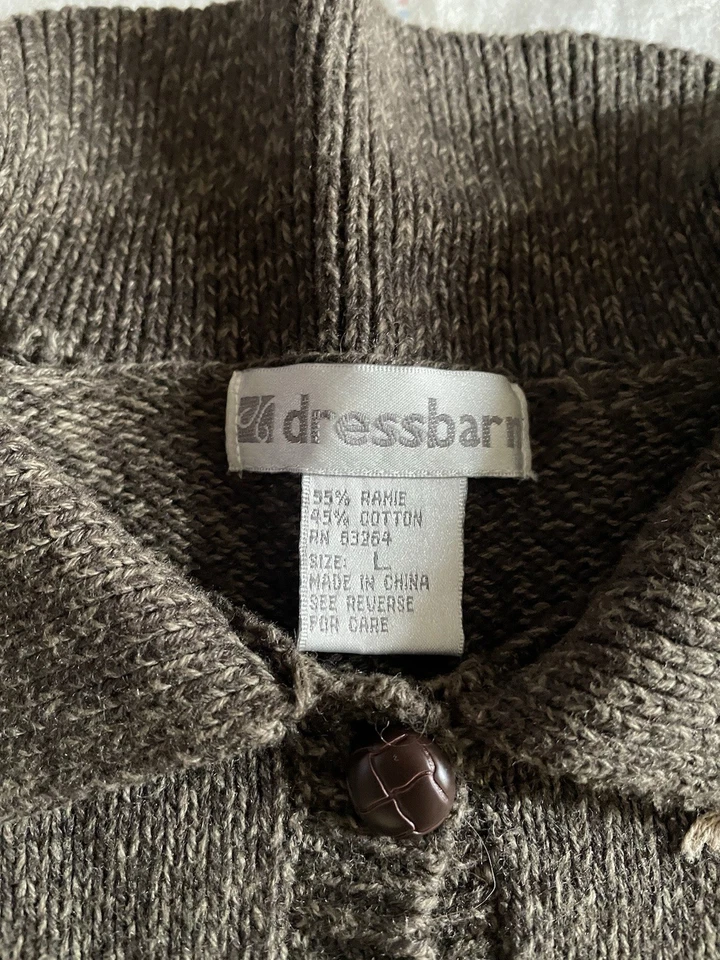 dressbarn
55% RAMIE
45% COTTON
RN 63264
SIZE: L
MADE IN CHINA
SEE REVERSE
FOR CARE